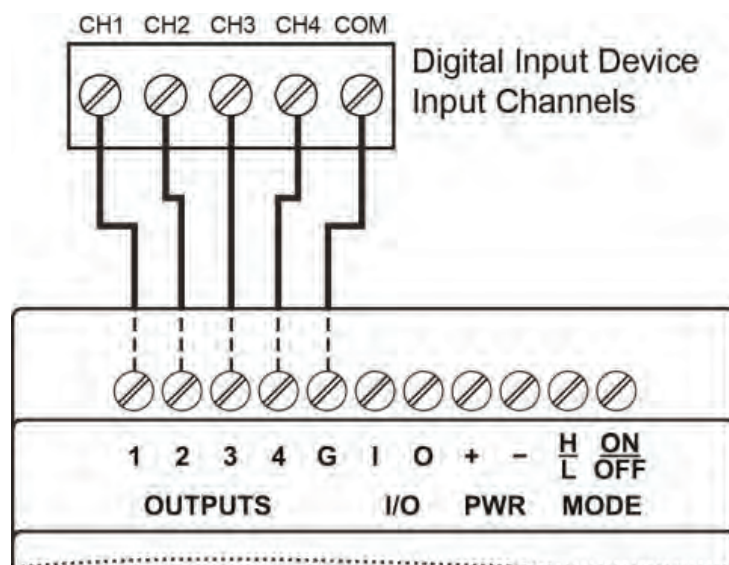 CH1 CH2 CH3 CH4 COM
Digital Input Device
Input Channels
1 2 3 4 G I O + – H/L ON/OFF
OUTPUTS I/O PWR MODE